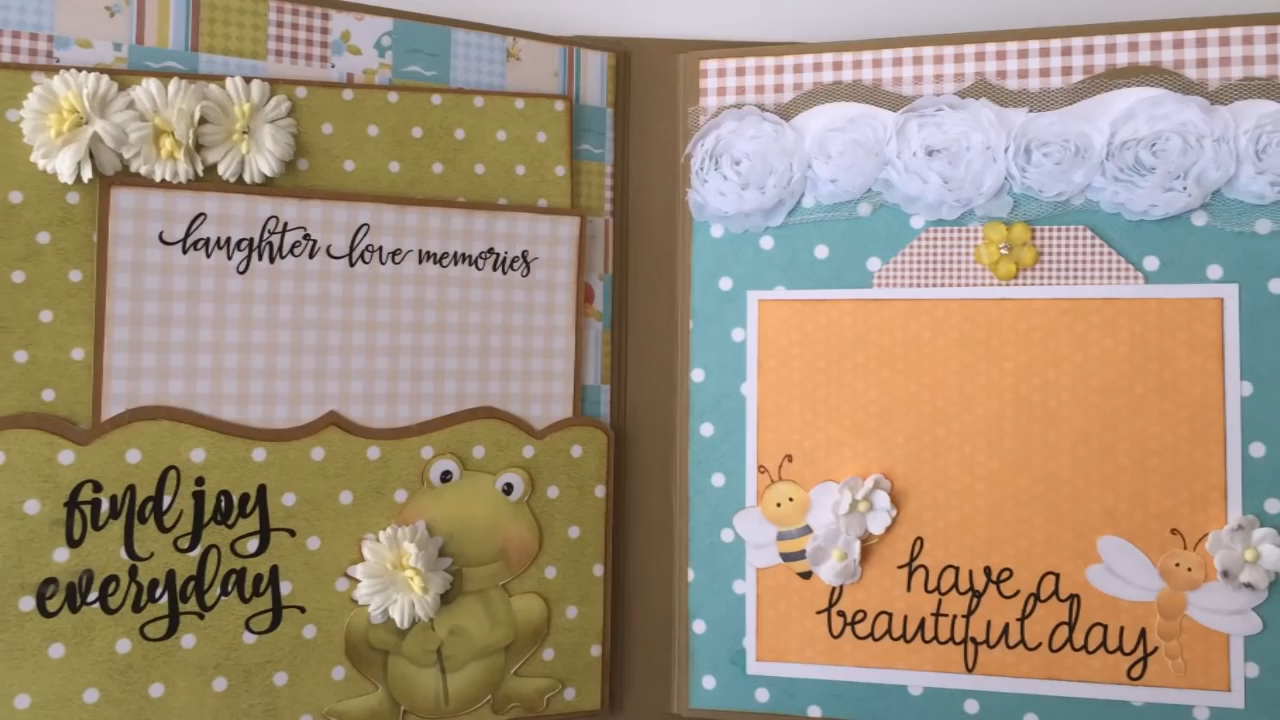 laughter love memories
find joy
everyday
have a
beautiful day